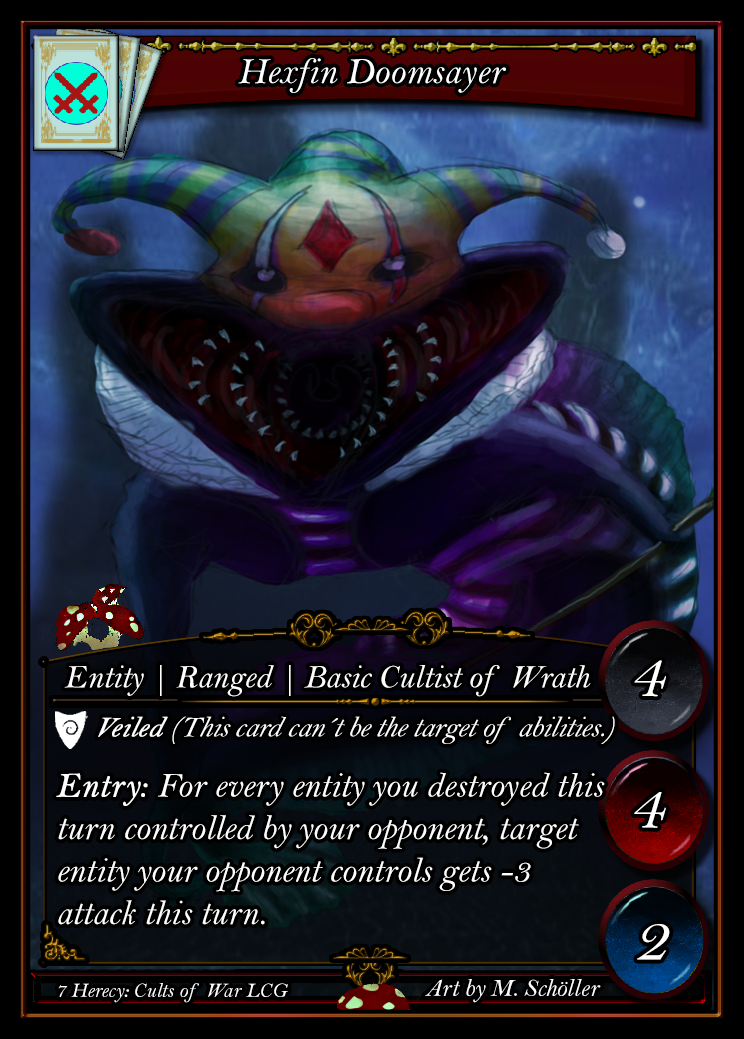 Hexfin Doomsayer
Entity | Ranged | Basic Cultist of Wrath
4
Veiled (This card can´t be the target of abilities.)
Entry: For every entity you destroyed this
turn controlled by your opponent, target
entity your opponent controls gets -3
attack this turn.
4
2
7 Herecy: Cults of War LCG
Art by M. Schöller